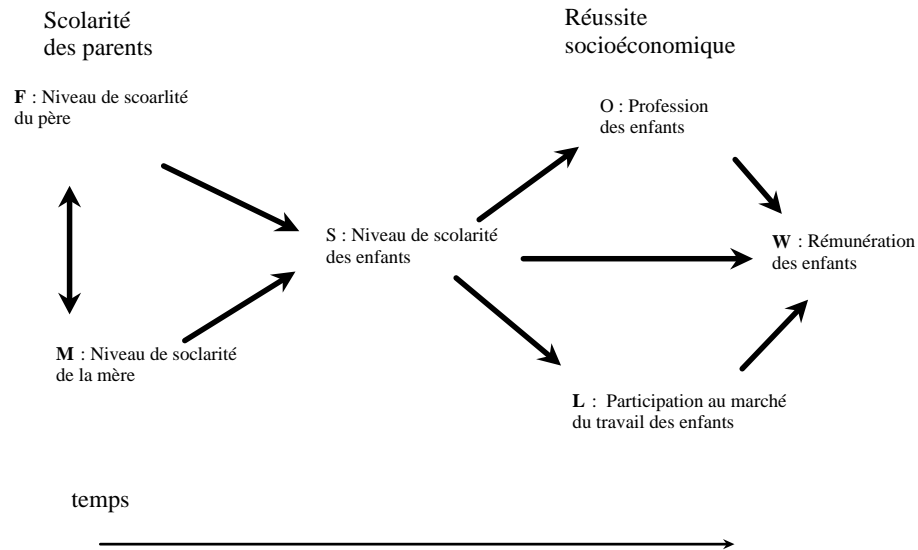 Scolarité
des parents
Réussite
socioéconomique
F : Niveau de scoarlité
du père
O : Profession
des enfants
S : Niveau de scolarité
des enfants
W : Rémunération
des enfants
M : Niveau de soclarité
de la mère
L : Participation au marché
du travail des enfants
temps